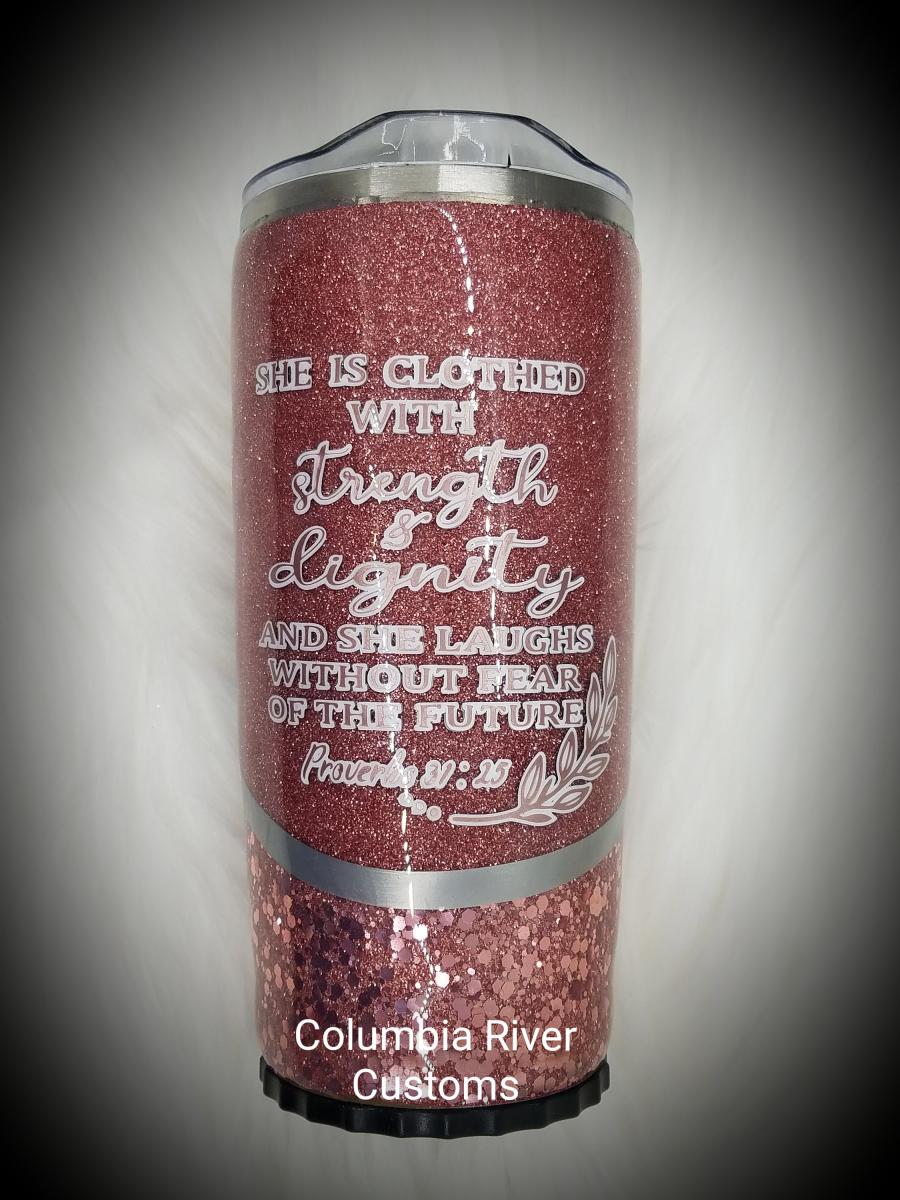 SHE IS CLOTHED
WITH
strength
&
dignity
AND SHE LAUGHS
WITHOUT FEAR
OF THE FUTURE
Proverbs 31:25
Columbia River
Customs